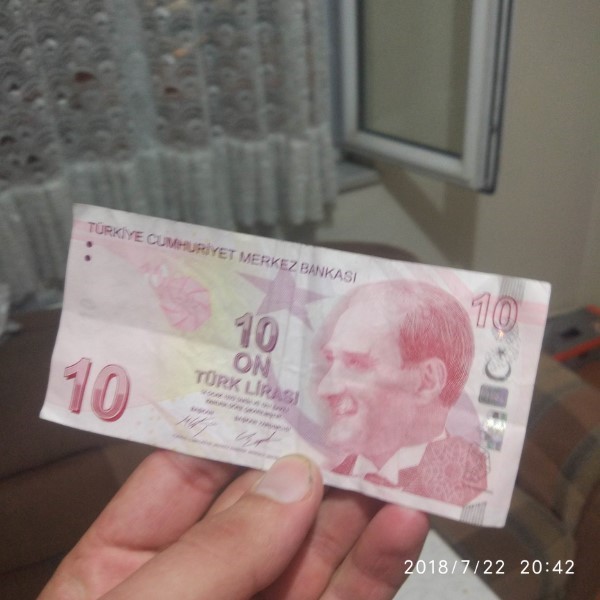 TÜRKİYE CUMHURİYET MERKEZ BANKASI
10
10
ON
TÜRK LİRASI
10
2018/7/22 20:42